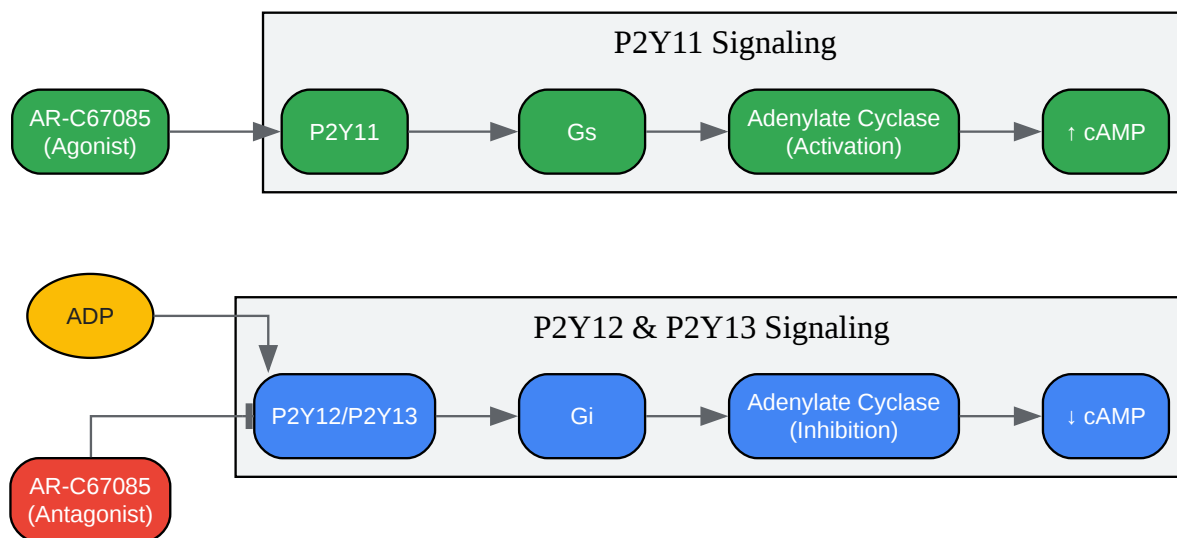 P2Y11 Signaling
AR-C67085
(Agonist)
P2Y11
Gs
Adenylate Cyclase
(Activation)
↑ cAMP
ADP
P2Y12 & P2Y13 Signaling
P2Y12/P2Y13
Gi
Adenylate Cyclase
(Inhibition)
↓ cAMP
AR-C67085
(Antagonist)